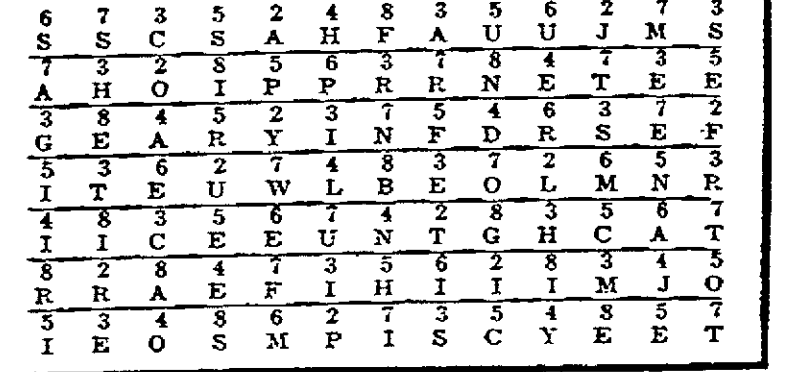 6 7 3 5 2 4 8 3 5 6 2 7 3
S S C S A H F A U U J M S
7 3 2 8 5 6 3 7 8 4 7 3 5
A H O I P P R R N E T E E
3 8 4 5 2 3 7 5 4 6 3 7 2
G E A R Y I N F D R S E F
5 3 6 2 7 4 8 3 7 2 6 5 3
I T E U W L B E O L M N R
4 8 3 5 6 7 4 2 8 3 5 6 7
I I C E E U N T G H C A T
8 2 8 4 7 3 5 6 2 8 3 4 5
R R A E F I H I I I M J O
5 3 4 8 6 2 7 3 5 4 8 5 7
I E O S M P I S C Y E E T